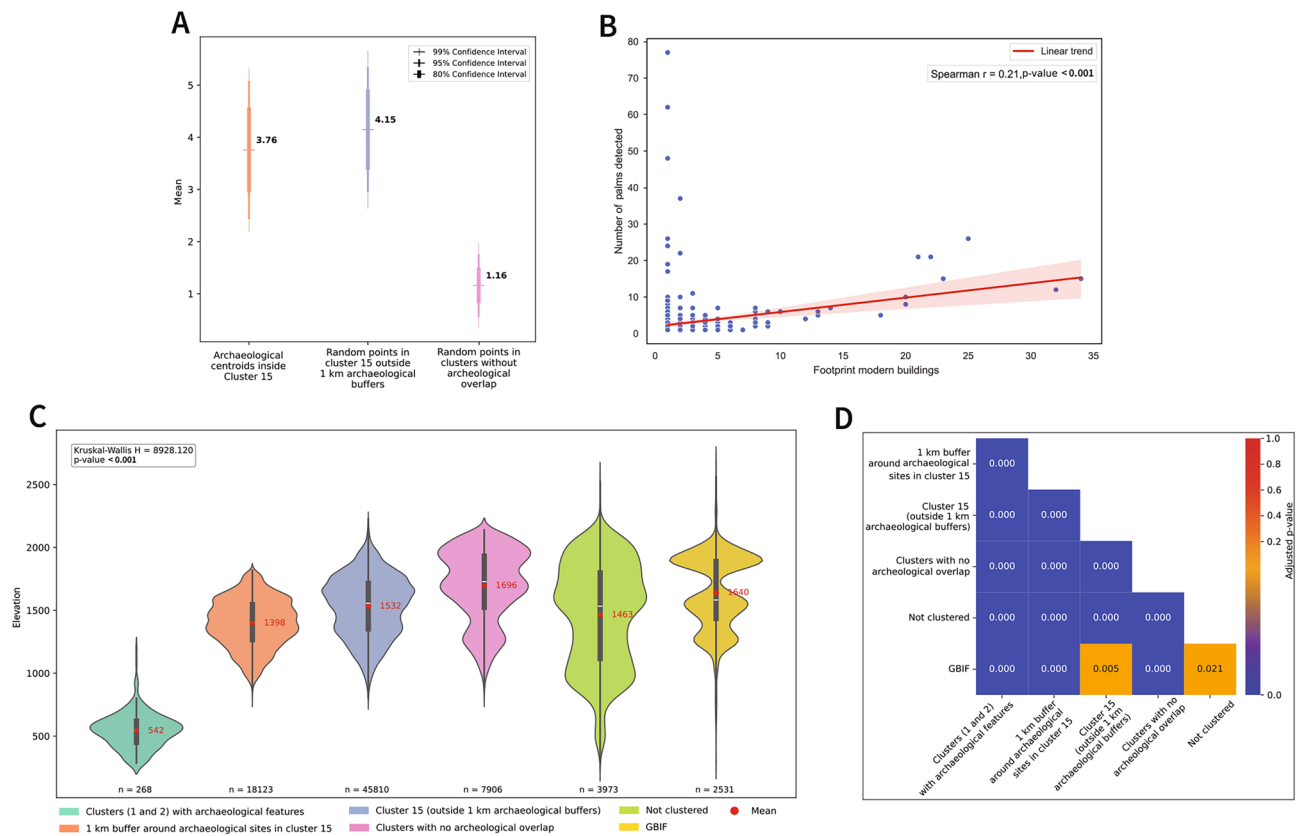 A
99% Confidence Interval
95% Confidence Interval
80% Confidence Interval
Mean
5
4
3
2
1
3.76
4.15
1.16
Archaeological
centroids inside
Cluster 15
Random points in
cluster 15 outside
1 km archaeological
buffers
Random points in
clusters without
archeological
overlap
B
Linear trend
Spearman r = 0.21,p-value <0.001
Number of palms detected
80
70
60
50
40
30
20
10
0
0 5 10 15 20 25 30 35
Footprint modern buildings
C
Kruskal-Wallis H = 8928.120
p-value <0.001
Elevation
2500
2000
1500
1000
500
542
1398
1532
1696
1463
1640
n = 268
n = 18123
n = 45810
n = 7906
n = 3973
n = 2531
Clusters (1 and 2) with archaeological features
1 km buffer around archaeological sites in cluster 15
Cluster 15 (outside 1 km archaeological buffers)
Clusters with no archeological overlap
Not clustered
GBIF
Mean
D
1 km buffer
around archaeological
sites in cluster 15
0.000
Cluster 15
(outside 1 km
archaeological buffers)
0.000 0.000
Clusters with no
archeological overlap
0.000 0.000 0.000
Not clustered
0.000 0.000 0.000 0.000
GBIF
0.000 0.000 0.005 0.000 0.021
Clusters (1 and 2)
with archaeological features
1 km buffer
around archaeological
sites in cluster 15
Cluster 15
(outside 1 km
archaeological buffers)
Clusters with no
archeological overlap
Not clustered
Adjusted p-value
1.0
0.8
0.6
0.4
0.2
0.0